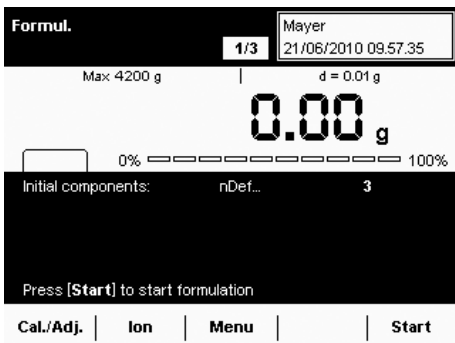 Formul.
1/3
Mayer
21/06/2010 09.57.35
Max 4200 g
d = 0.01 g
0.00 g
0%
100%
Initial components: nDef... 3
Press [Start] to start formulation
Cal./Adj. Ion Menu Start